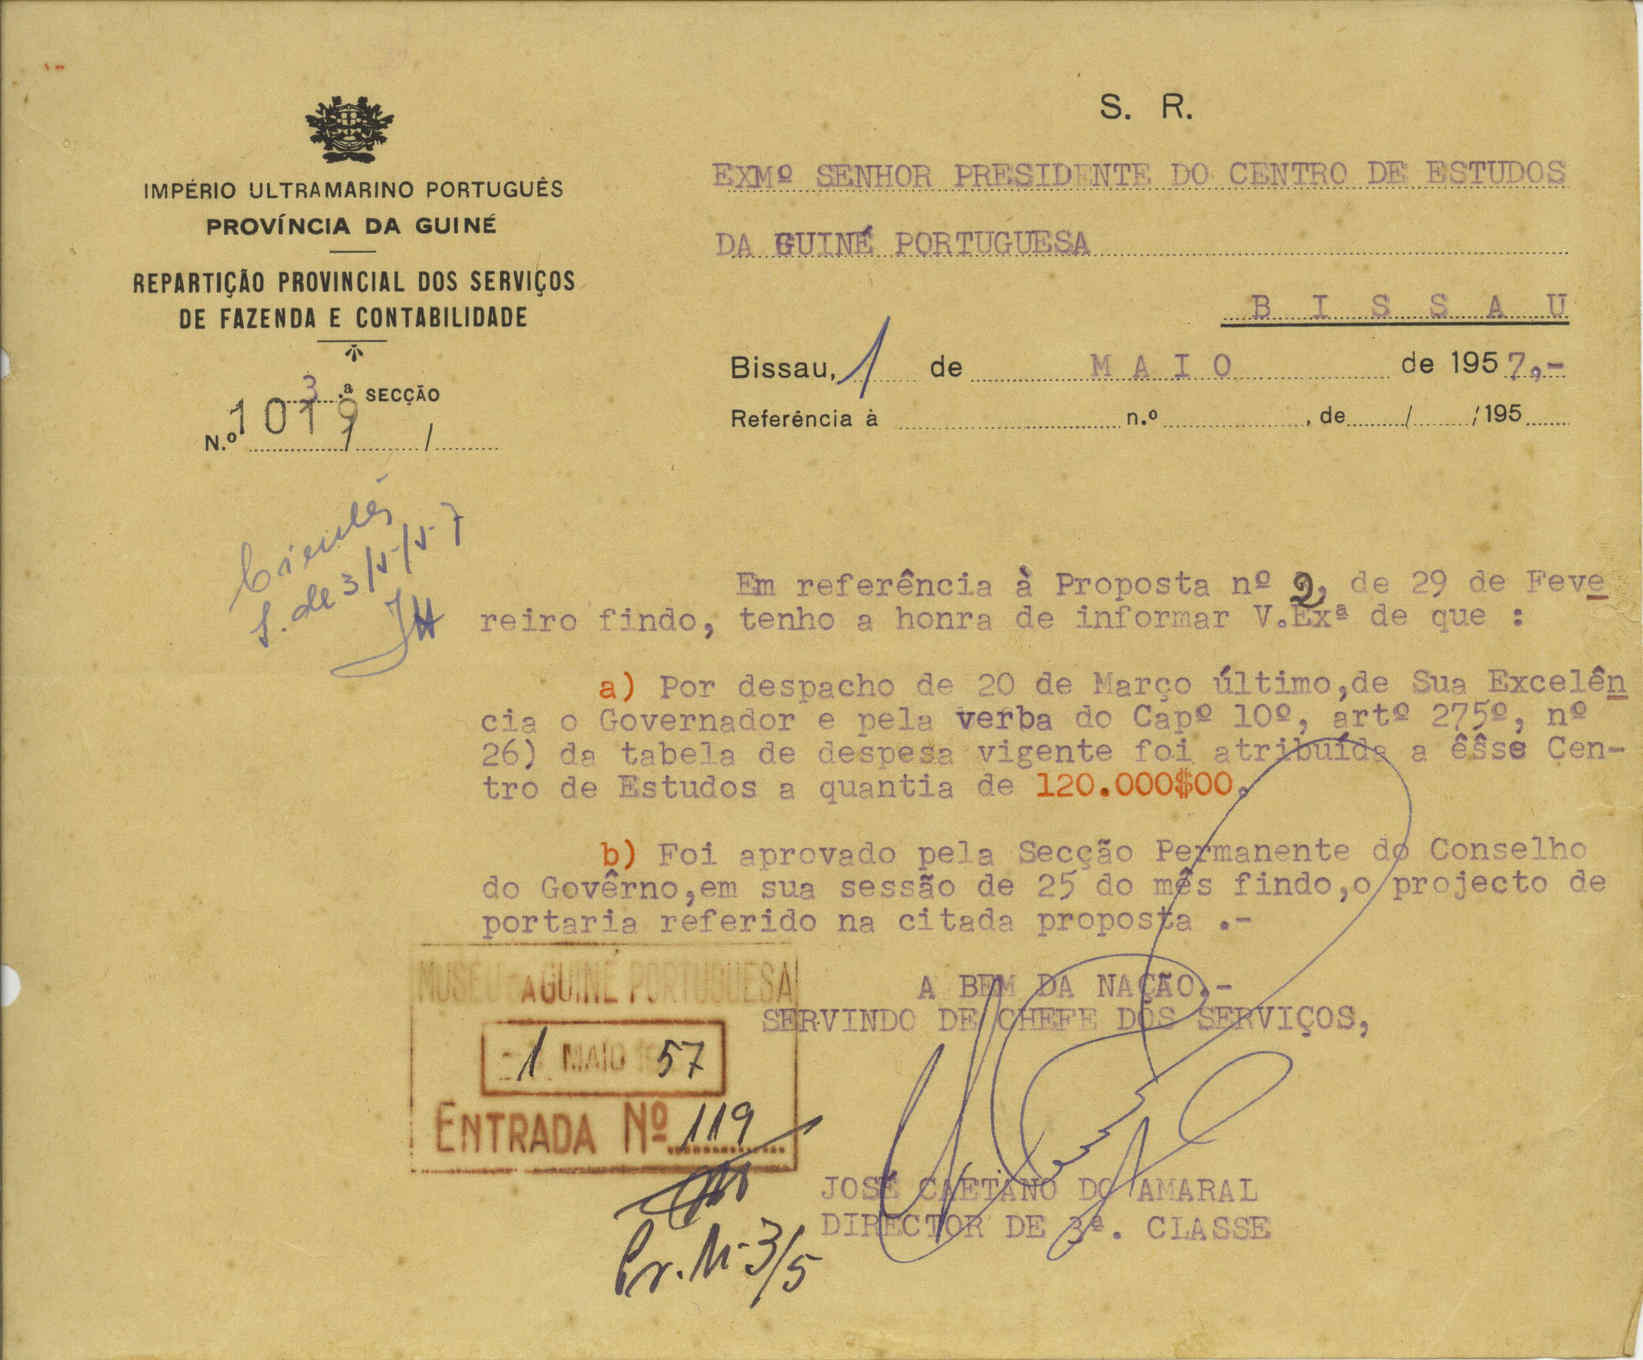 IMPÉRIO ULTRAMARINO PORTUGUÊS
PROVÍNCIA DA GUINÉ
REPARTIÇÃO PROVINCIAL DOS SERVIÇOS
DE FAZENDA E CONTABILIDADE
3.ª SECÇÃO
N.º 1019 / /
S. R.
EXMº SENHOR PRESIDENTE DO CENTRO DE ESTUDOS
DA GUINÉ PORTUGUESA
B I S S A U
Bissau, 1 de M A I O de 1957,-
Referência à n.º , de / /195
S. de 3/5/57
Em referência à Proposta nº 2, de 29 de Feve
reiro findo, tenho a honra de informar V.Exª de que :
a) Por despacho de 20 de Março último,de Sua Excelên
cia o Governador e pela verba do Capº 10º, artº 275º, nº
26) da tabela de despesa vigente foi atribuída a êsse Cen-
tro de Estudos a quantia de 120.000$00.
b) Foi aprovado pela Secção Permanente do Conselho
do Govêrno,em sua sessão de 25 do mês findo,o projecto de
portaria referido na citada proposta .-
A BEM DA NAÇÃO.-
SERVINDO DE CHEFE DOS SERVIÇOS,
JOSÉ CAETANO DO AMARAL
DIRECTOR DE 3ª. CLASSE
MUSEU DA GUINÉ PORTUGUESA
-1 MAIO 1957
ENTRADA Nº 119
3/5